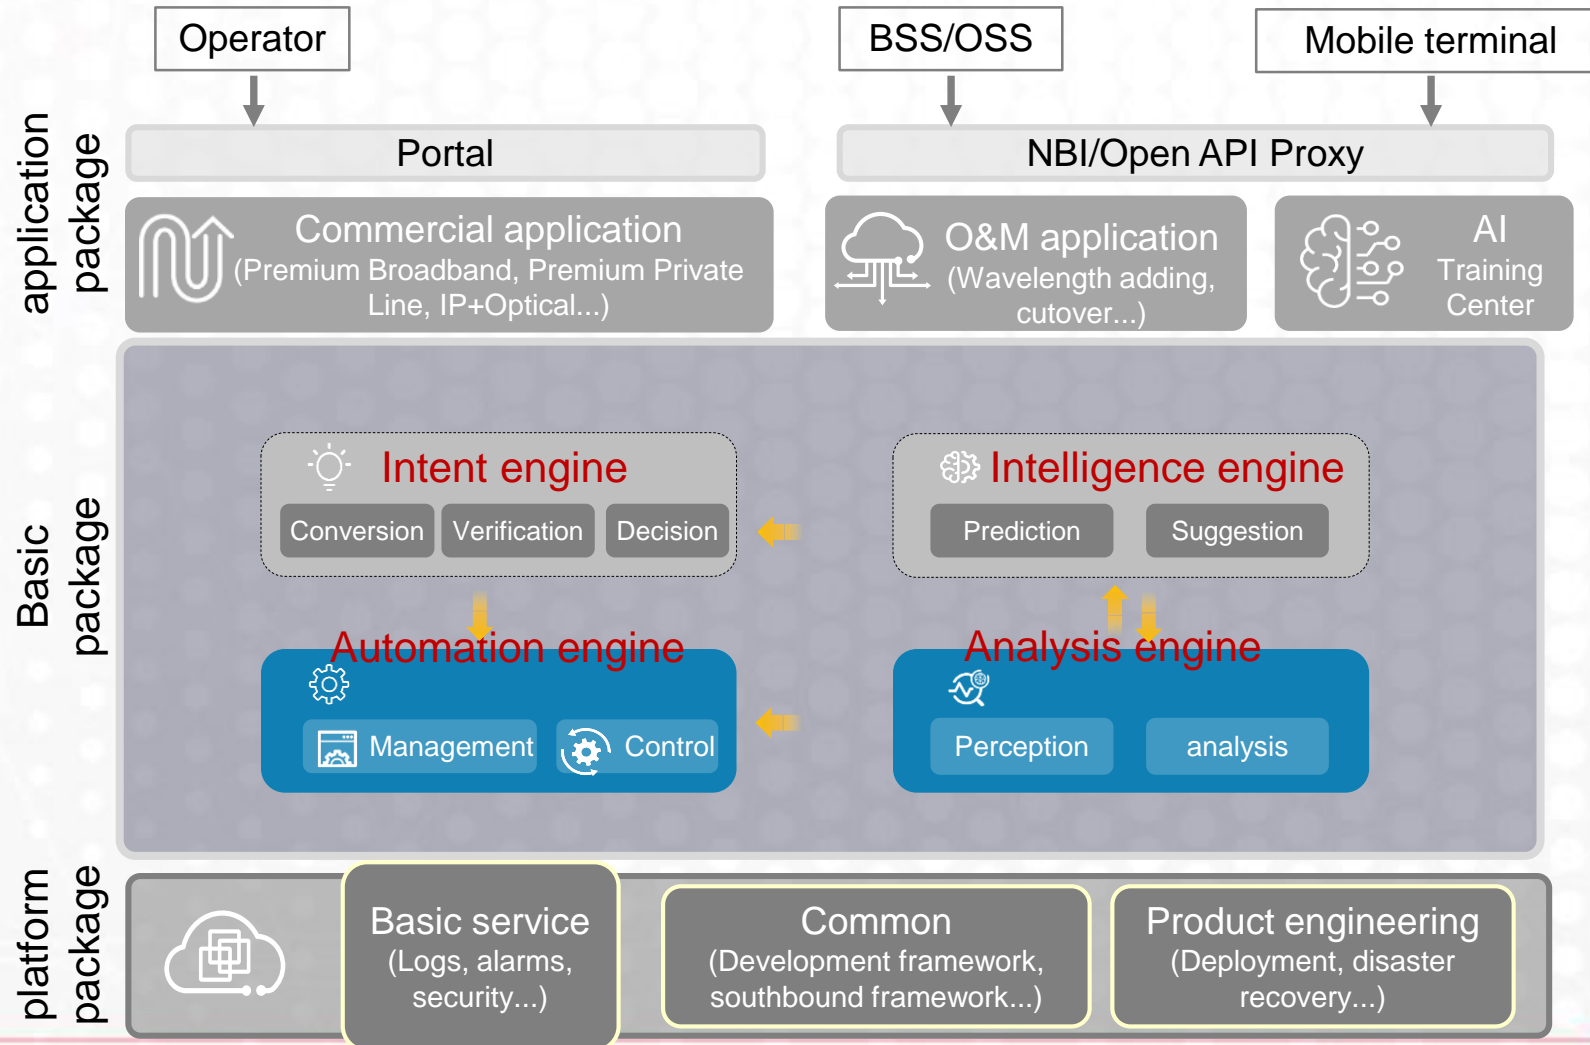 Operator
BSS/OSS
Mobile terminal
application
package
Portal
NBI/Open API Proxy
Commercial application
(Premium Broadband, Premium Private
Line, IP+Optical...)
O&M application
(Wavelength adding,
cutover...)
AI
Training
Center
Basic
package
Intent engine
Conversion
Verification
Decision
Intelligence engine
Prediction
Suggestion
Automation engine
Management
Control
Analysis engine
Perception
analysis
platform
package
Basic service
(Logs, alarms,
security...)
Common
(Development framework,
southbound framework...)
Product engineering
(Deployment, disaster
recovery...)